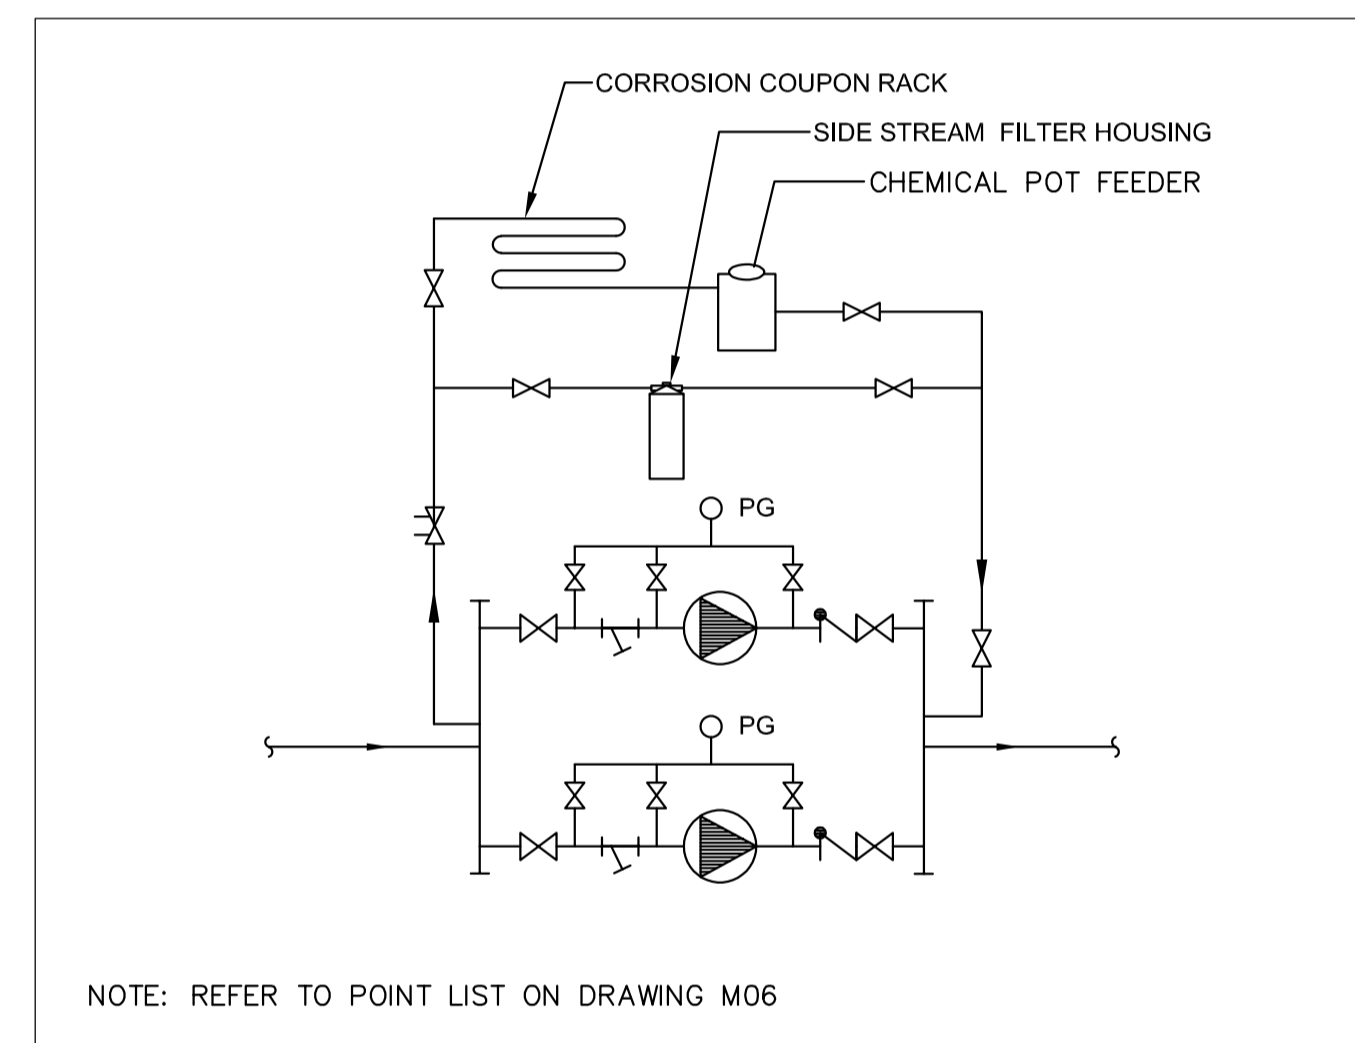 CORROSION COUPON RACK
SIDE STREAM FILTER HOUSING
CHEMICAL POT FEEDER
PG
PG
NOTE: REFER TO POINT LIST ON DRAWING M06